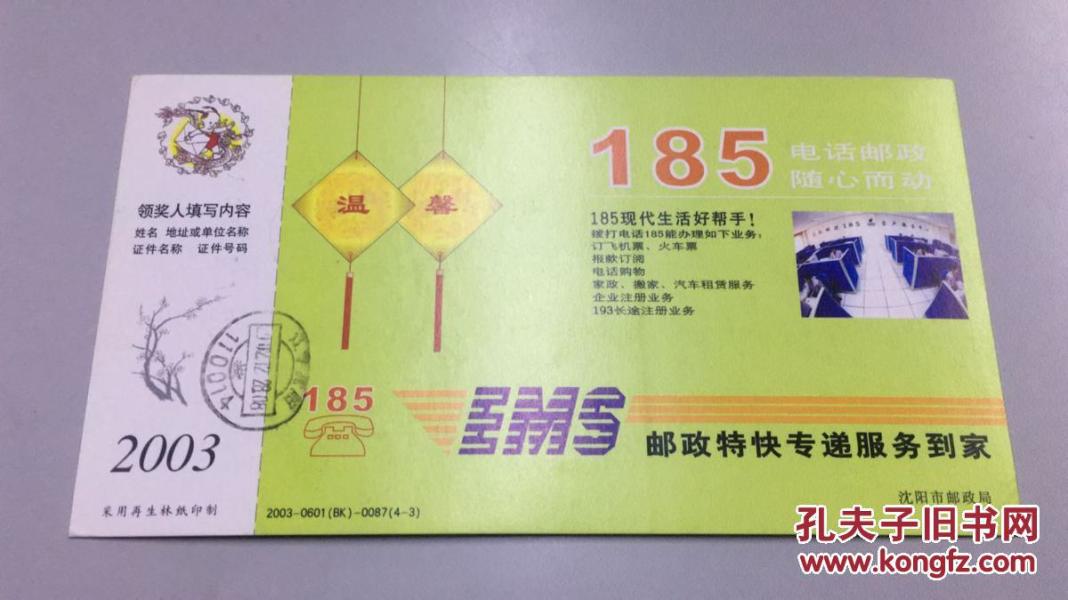 领奖人填写内容
姓名 地址或单位名称
证件名称 证件号码
2003
采用再生林纸印制
温 馨
185
电话邮政
随心而动
185现代生活好帮手！
拨打电话185能办理如下业务：
订飞机票、火车票
报款订阅
电话购物
家政、搬家、汽车租赁服务
企业注册业务
193长途注册业务
110014
185
EMS
邮政特快专递服务到家
沈阳市邮政局
2003-0601(BK)-0087(4-3)
孔夫子旧书网
www.kongfz.com